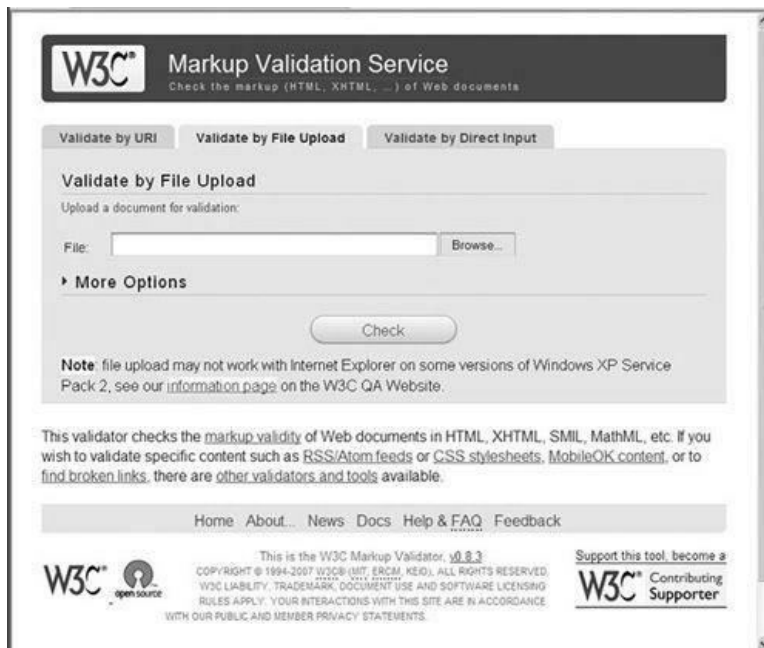 W3C®
Markup Validation Service
Check the markup (HTML, XHTML, …) of Web documents
Validate by URI
Validate by File Upload
Validate by Direct Input
Validate by File Upload
Upload a document for validation:
File:
Browse...
More Options
Check
Note: file upload may not work with Internet Explorer on some versions of Windows XP Service
Pack 2, see our information page on the W3C QA Website.
This validator checks the markup validity of Web documents in HTML, XHTML, SMIL, MathML, etc. If you
wish to validate specific content such as RSS/Atom feeds or CSS stylesheets, MobileOK content, or to
find broken links, there are other validators and tools available.
Home About... News Docs Help & FAQ Feedback
W3C®
open source
This is the W3C Markup Validator, v0.8.3
COPYRIGHT © 1994-2007 W3C® (MIT, ERCIM, KEIO), ALL RIGHTS RESERVED.
W3C LIABILITY, TRADEMARK, DOCUMENT USE AND SOFTWARE LICENSING
RULES APPLY. YOUR INTERACTIONS WITH THIS SITE ARE IN ACCORDANCE
WITH OUR PUBLIC AND MEMBER PRIVACY STATEMENTS.
Support this tool, become a
W3C® Contributing
Supporter